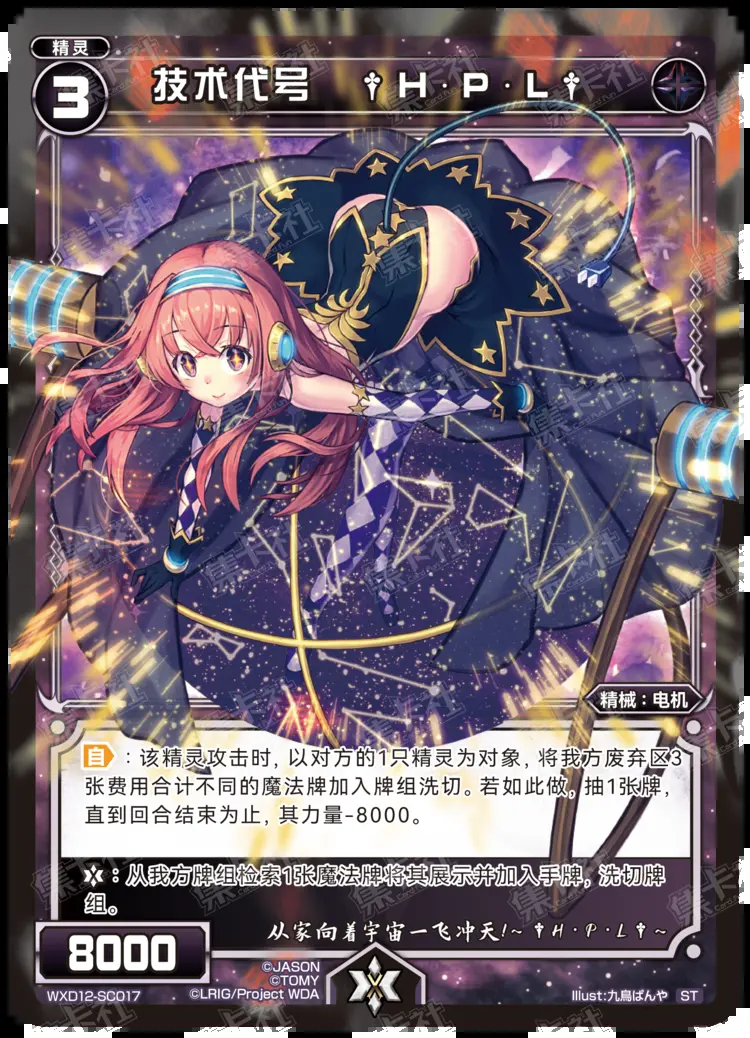 精灵
3
技术代号 †H·P·L†
精械：电机
自：该精灵攻击时, 以对方的1只精灵为对象, 将我方废弃区3
张费用合计不同的魔法牌加入牌组洗切。若如此做, 抽1张牌,
直到回合结束为止, 其力量-8000。
：从我方牌组检索1张魔法牌将其展示并加入手牌, 洗切牌
组。
从家向着宇宙一飞冲天!~ †H·P·L† ~
8000
©JASON
©TOMY
©LRIG/Project WDA
WXD12-SC017
Illust:九鳥ぱんや ST
集卡社